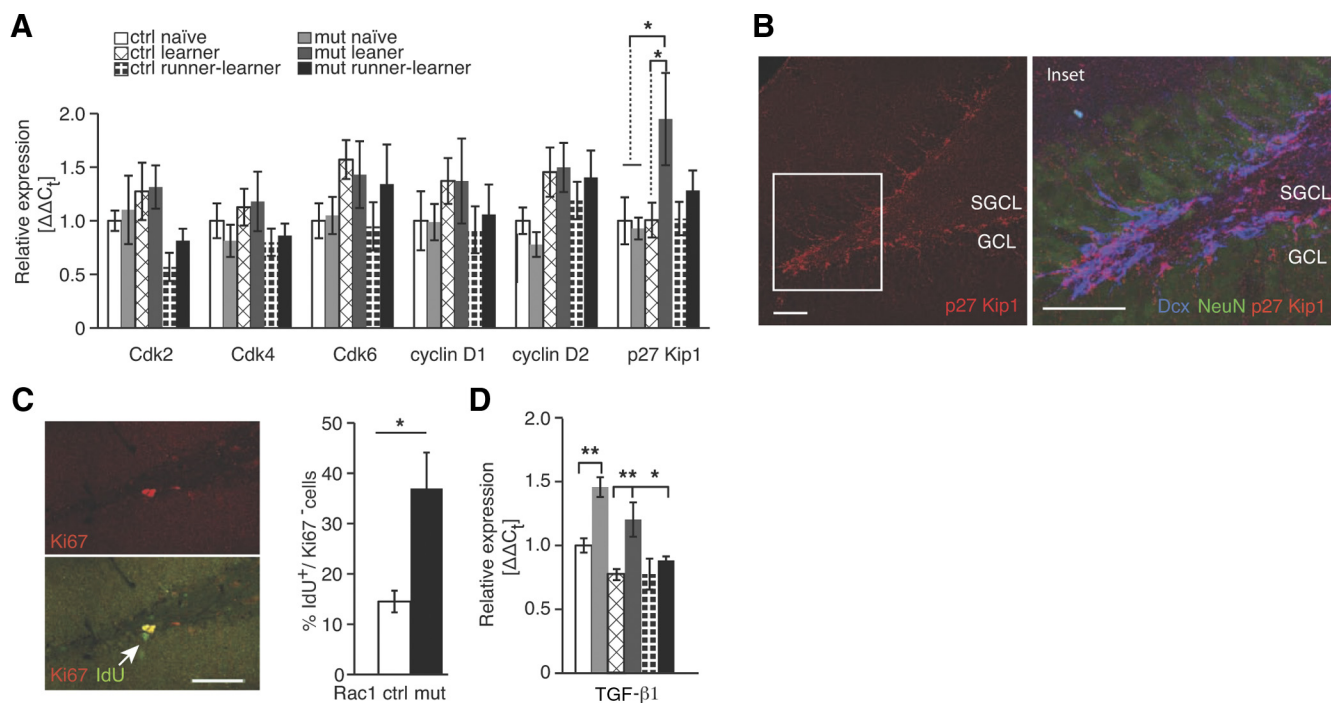 A
ctrl naïve
mut naïve
ctrl learner
mut leaner
ctrl runner-learner
mut runner-learner
*
*
Relative expression
[ΔΔCt]
2.0
1.5
1.0
0.5
0
Cdk2
Cdk4
Cdk6
cyclin D1
cyclin D2
p27 Kip1
B
SGCL
GCL
p27 Kip1
Inset
SGCL
GCL
Dcx NeuN p27 Kip1
C
Ki67
Ki67 IdU
% IdU+/ Ki67- cells
50
40
30
20
10
0
*
Rac1 ctrl mut
D
Relative expression
[ΔΔCt]
2.0
1.5
1.0
0.5
0
**
** *
TGF-β1